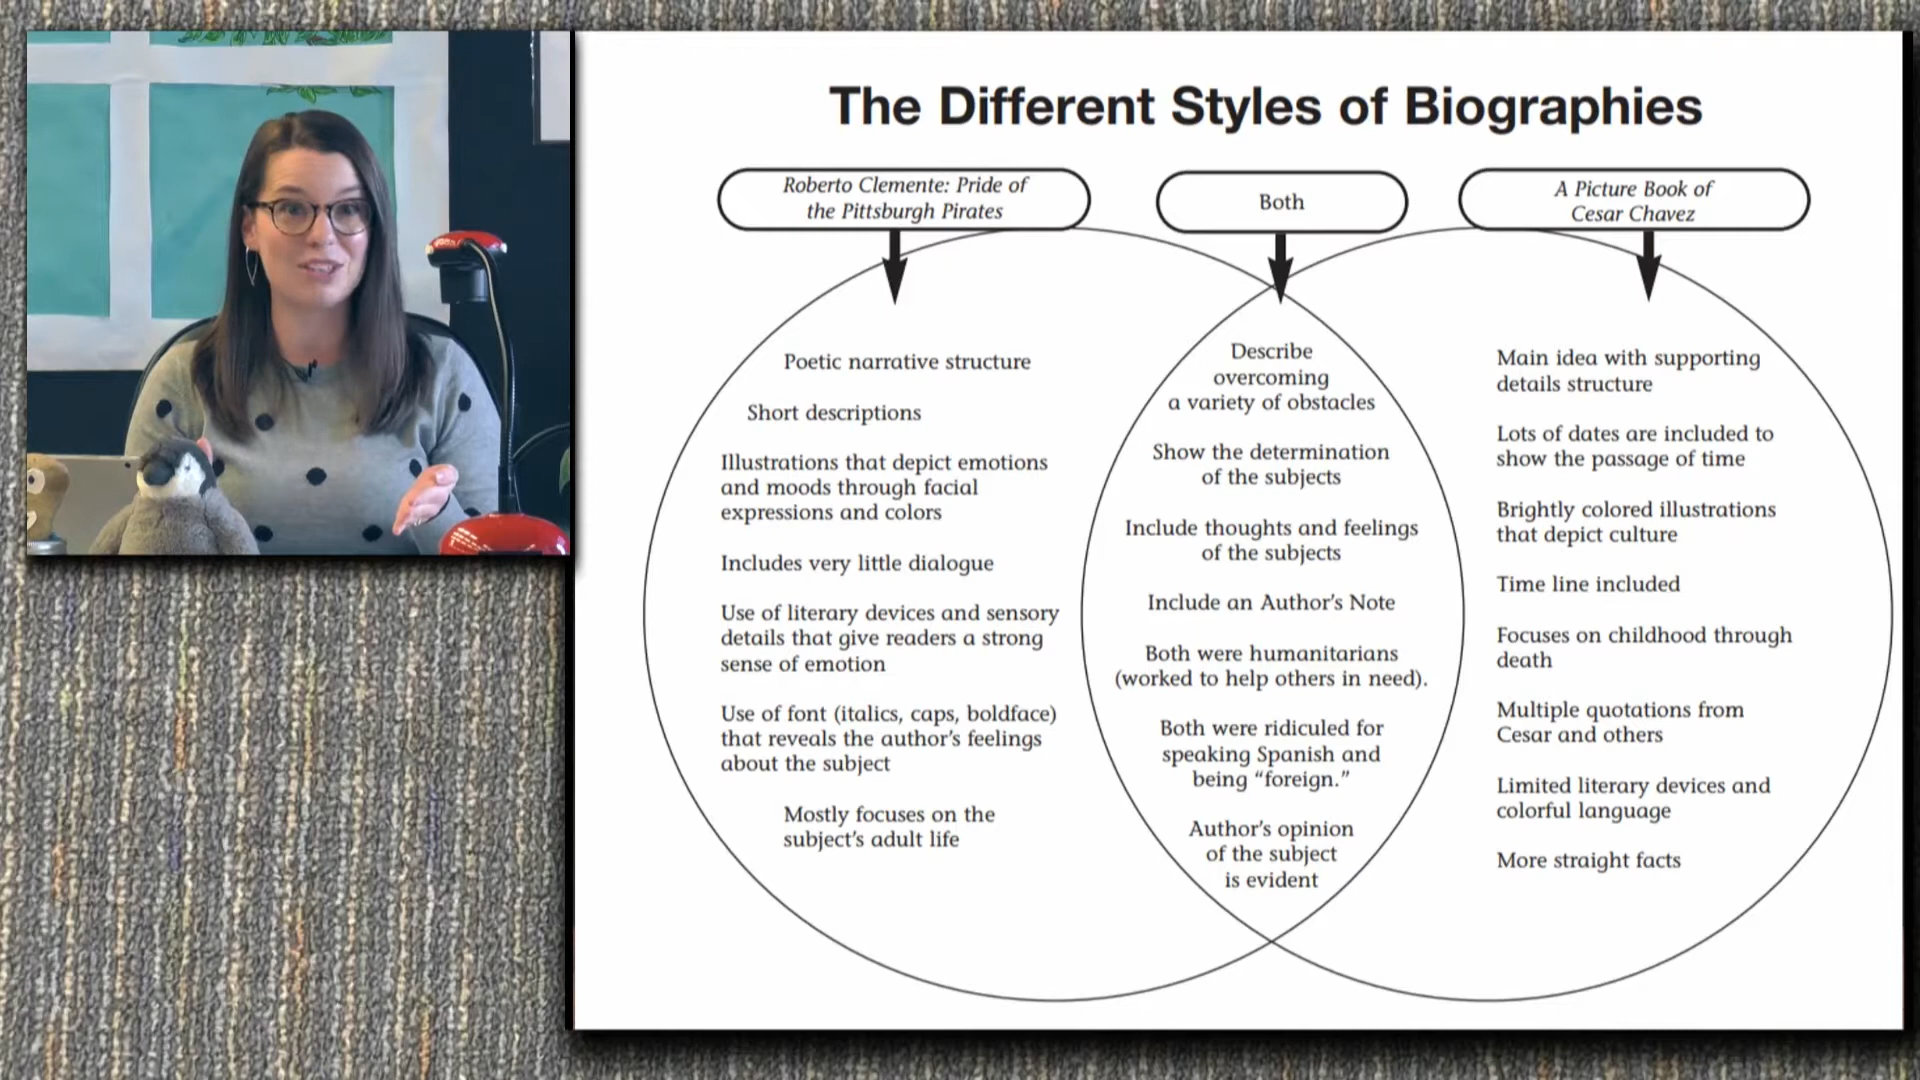 The Different Styles of Biographies
Roberto Clemente: Pride of
the Pittsburgh Pirates
Both
A Picture Book of
Cesar Chavez
Poetic narrative structure
Short descriptions
Illustrations that depict emotions
and moods through facial
expressions and colors
Includes very little dialogue
Use of literary devices and sensory
details that give readers a strong
sense of emotion
Use of font (italics, caps, boldface)
that reveals the author's feelings
about the subject
Mostly focuses on the
subject's adult life
Describe
overcoming
a variety of obstacles
Show the determination
of the subjects
Include thoughts and feelings
of the subjects
Include an Author's Note
Both were humanitarians
(worked to help others in need).
Both were ridiculed for
speaking Spanish and
being “foreign.”
Author's opinion
of the subject
is evident
Main idea with supporting
details structure
Lots of dates are included to
show the passage of time
Brightly colored illustrations
that depict culture
Time line included
Focuses on childhood through
death
Multiple quotations from
Cesar and others
Limited literary devices and
colorful language
More straight facts